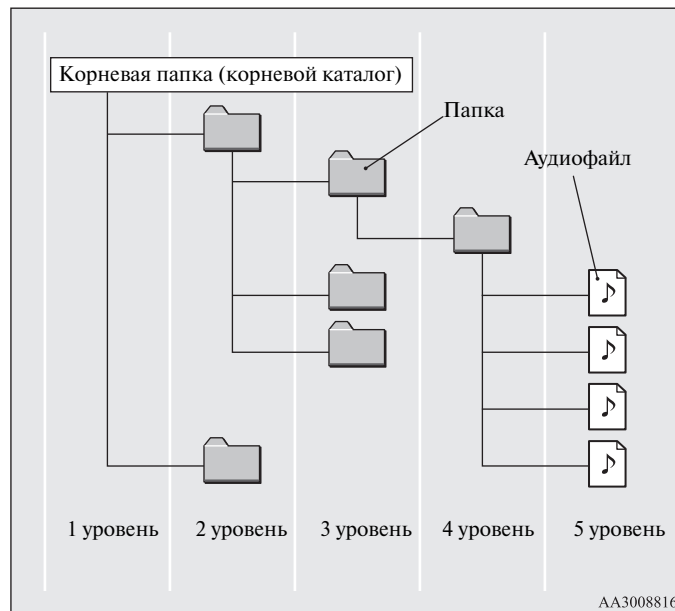 Корневая папка (корневой каталог)
Папка
Аудиофайл
1 уровень 2 уровень 3 уровень 4 уровень 5 уровень
AA3008816